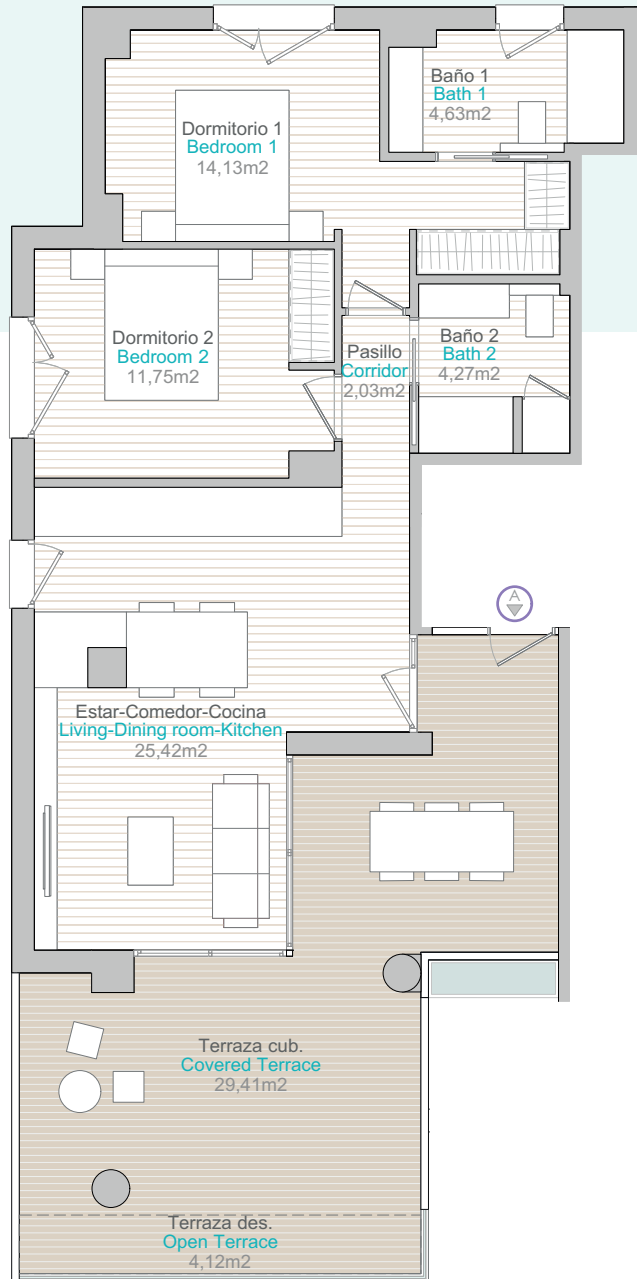 Baño 1
Bath 1
4,63m2
Dormitorio 1
Bedroom 1
14,13m2
Dormitorio 2
Bedroom 2
11,75m2
Pasillo
Corridor
2,03m2
Baño 2
Bath 2
4,27m2
A
Estar-Comedor-Cocina
Living-Dining room-Kitchen
25,42m2
Terraza cub.
Covered Terrace
29,41m2
Terraza des.
Open Terrace
4,12m2